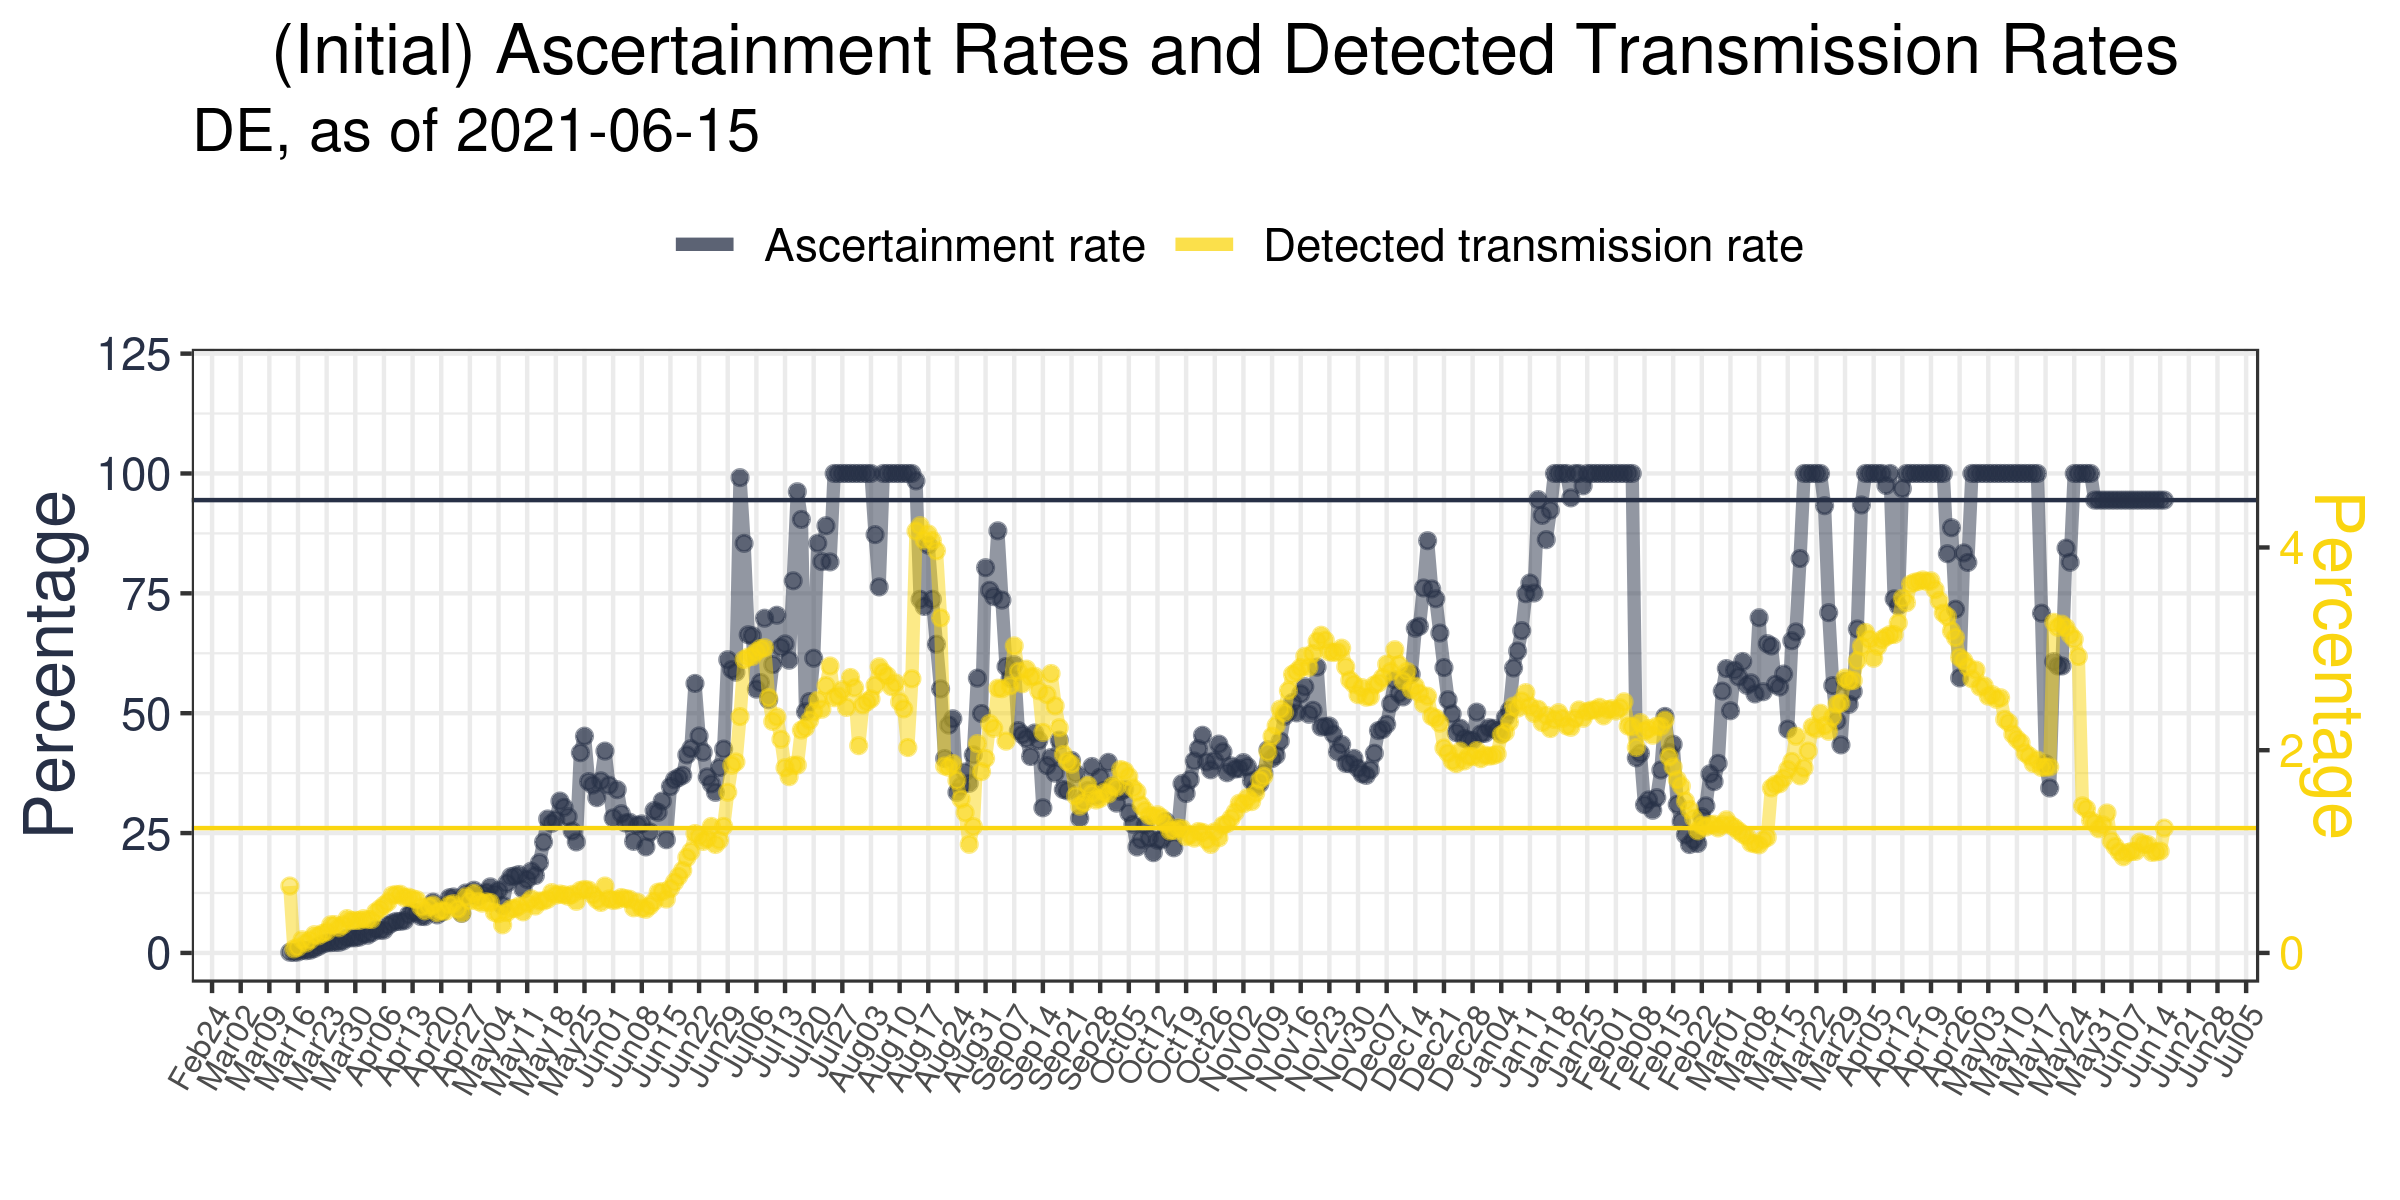 (Initial) Ascertainment Rates and Detected Transmission Rates
DE, as of 2021-06-15
Ascertainment rate
Detected transmission rate
Percentage
125
100
75
50
25
0
4
2
0
Percentage
Feb24
Mar02
Mar09
Mar16
Mar23
Mar30
Apr06
Apr13
Apr20
Apr27
May04
May11
May18
May25
Jun01
Jun08
Jun15
Jun22
Jun29
Jul06
Jul13
Jul20
Jul27
Aug03
Aug10
Aug17
Aug24
Aug31
Sep07
Sep14
Sep21
Sep28
Oct05
Oct12
Oct19
Oct26
Nov02
Nov09
Nov16
Nov23
Nov30
Dec07
Dec14
Dec21
Dec28
Jan04
Jan11
Jan18
Jan25
Feb01
Feb08
Feb15
Feb22
Mar01
Mar08
Mar15
Mar22
Mar29
Apr05
Apr12
Apr19
Apr26
May03
May10
May17
May24
May31
Jun07
Jun14
Jun21
Jun28
Jul05